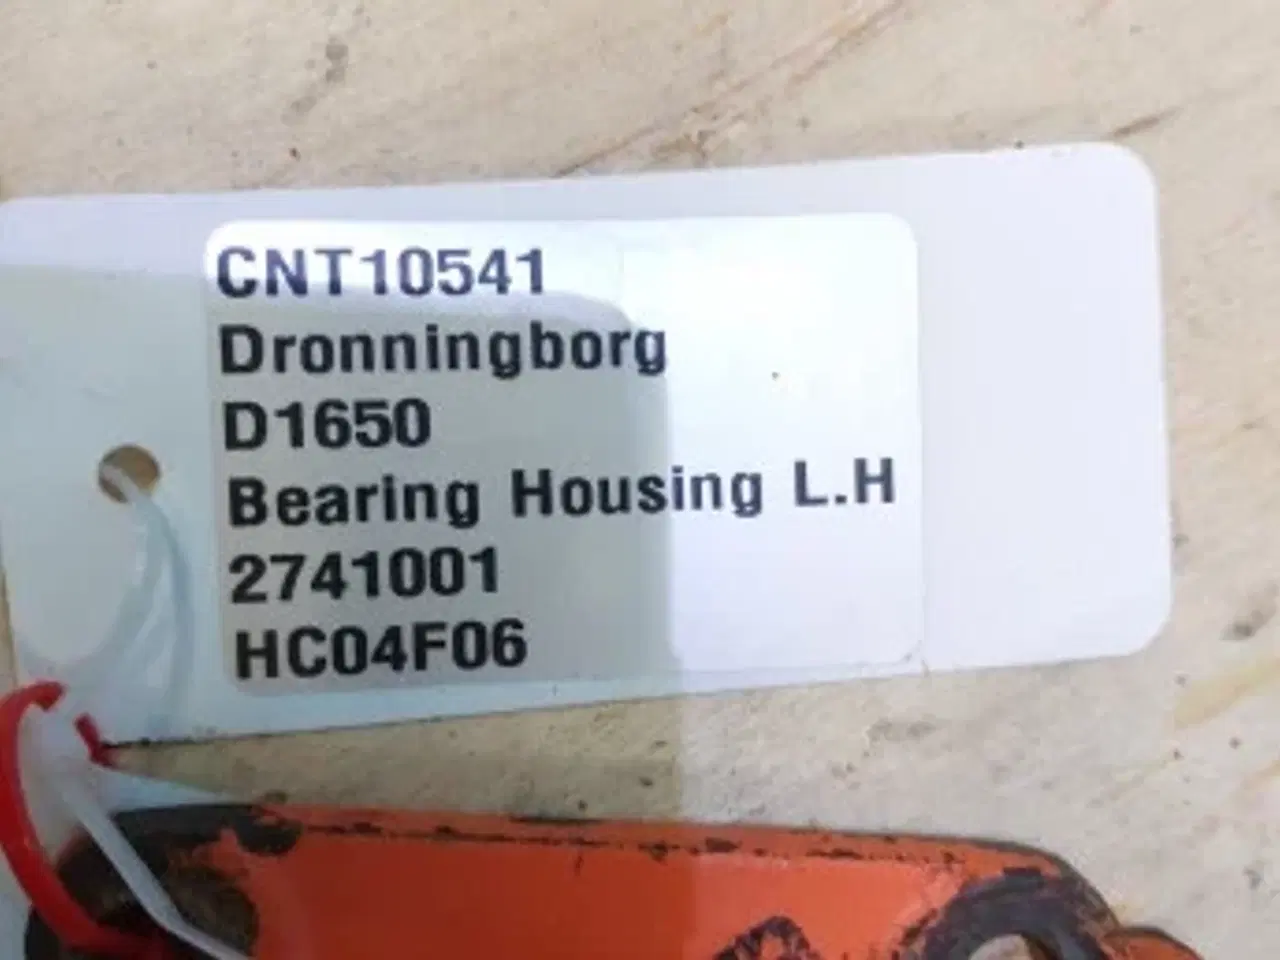 CNT10541
Dronningborg
D1650
Bearing Housing L.H
2741001
HC04F06